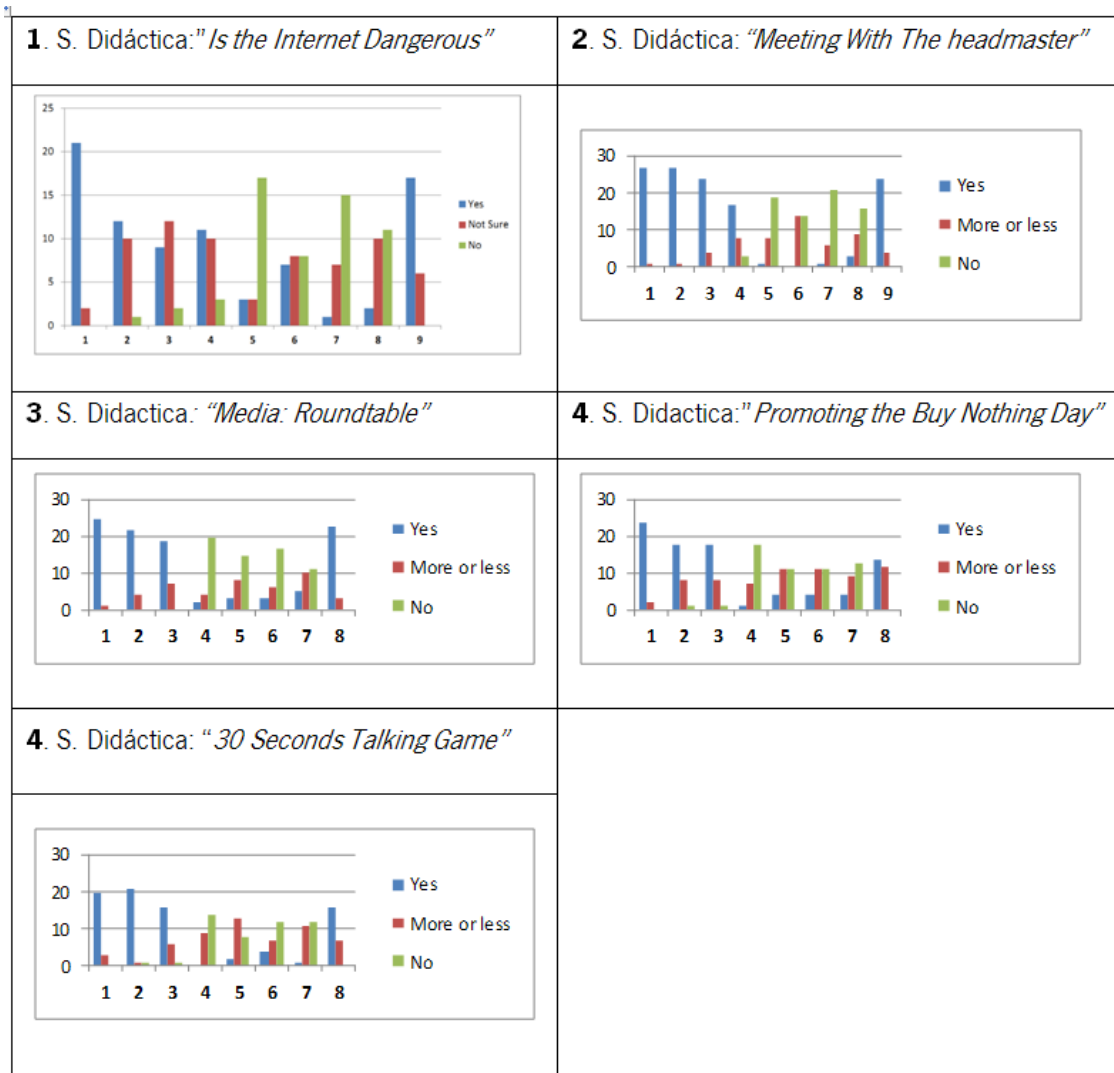 1. S. Didáctica:"Is the Internet Dangerous"
2. S. Didáctica: "Meeting With The headmaster"
25
20
15
10
5
0
1 2 3 4 5 6 7 8 9
Yes
Not Sure
No
30
20
10
0
1 2 3 4 5 6 7 8 9
Yes
More or less
No
3. S. Didactica.: "Media: Roundtable"
4. S. Didactica:"Promoting the Buy Nothing Day"
30
20
10
0
1 2 3 4 5 6 7 8
Yes
More or less
No
30
20
10
0
1 2 3 4 5 6 7 8
Yes
More or less
No
4. S. Didáctica: "30 Seconds Talking Game"
30
20
10
0
1 2 3 4 5 6 7 8
Yes
More or less
No